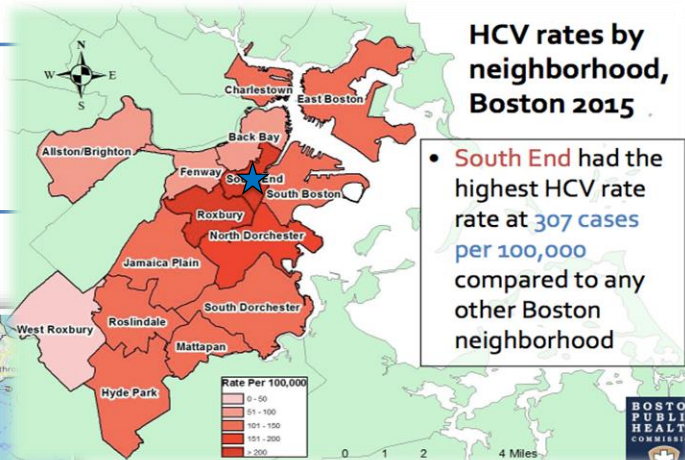 HCV rates by
neighborhood,
Boston 2015
• South End had the
highest HCV rate
rate at 307 cases
per 100,000
compared to any
other Boston
neighborhood
N
W
E
S
Charlestown
East Boston
Back Bay
Allston/Brighton
Fenway
South End
South Boston
Roxbury
North Dorchester
Jamaica Plain
South Dorchester
West Roxbury
Roslindale
Mattapan
Hyde Park
Rate Per 100,000
0 - 50
51 - 100
101 - 150
151 - 200
> 200
0 1 2 4 Miles
BOSTO
PUBLI
HEALT
COMMISSI